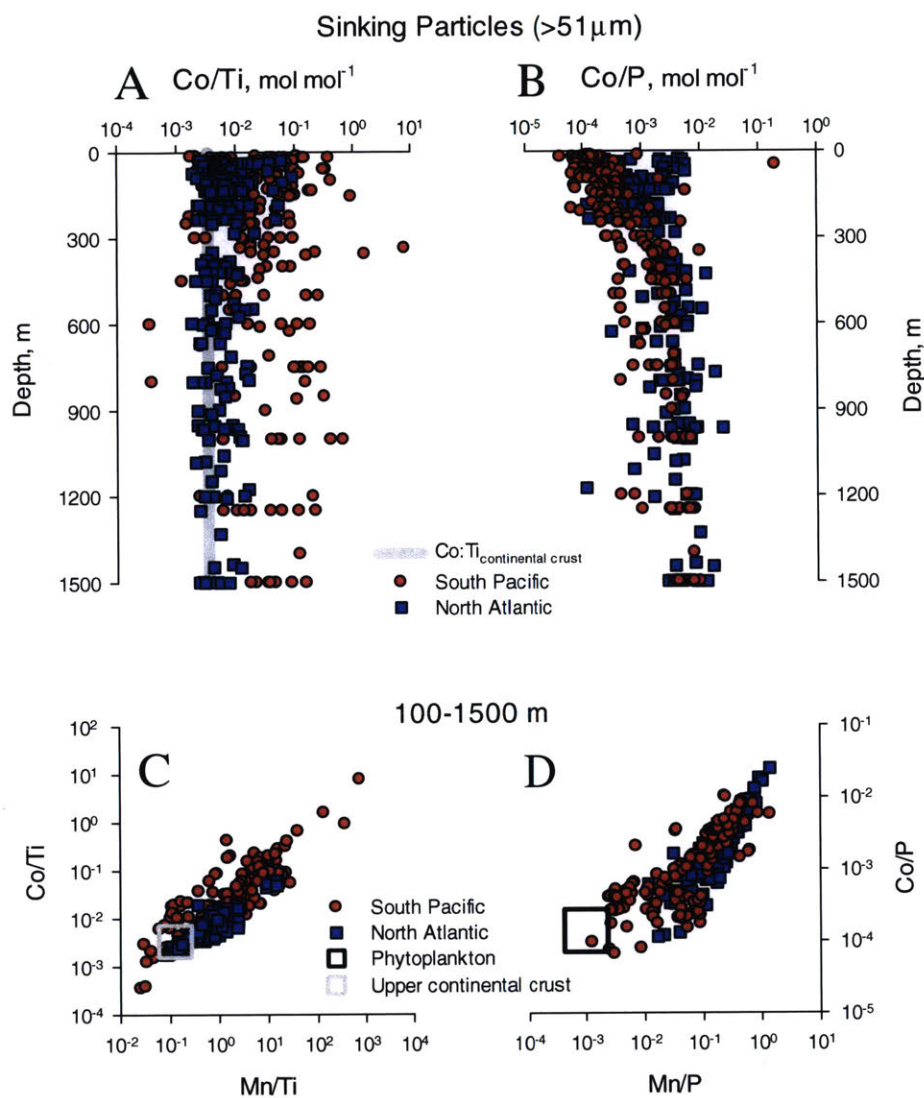 Sinking Particles (>51μm)
A Co/Ti, mol mol⁻¹
B Co/P, mol mol⁻¹
10⁻⁴ 10⁻³ 10⁻² 10⁻¹ 10⁰ 10¹
10⁻⁵ 10⁻⁴ 10⁻³ 10⁻² 10⁻¹ 10⁰
0
300
600
900
1200
1500
Depth, m
0
300
600
900
1200
1500
Depth, m
Co:Ti continental crust
South Pacific
North Atlantic
100-1500 m
C
10²
10¹
10⁰
10⁻¹
10⁻²
10⁻³
10⁻⁴
Co/Ti
10⁻² 10⁻¹ 10⁰ 10¹ 10² 10³ 10⁴
Mn/Ti
South Pacific
North Atlantic
Phytoplankton
Upper continental crust
D
10⁻¹
10⁻²
10⁻³
10⁻⁴
10⁻⁵
Co/P
10⁻⁴ 10⁻³ 10⁻² 10⁻¹ 10⁰ 10¹
Mn/P